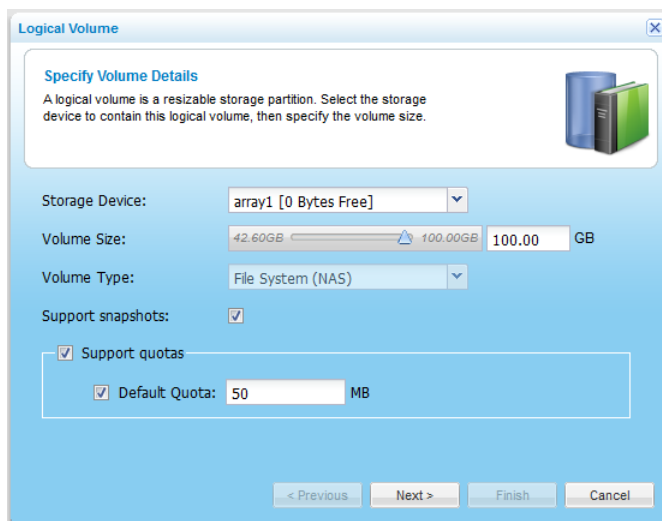 Logical Volume
Specify Volume Details
A logical volume is a resizable storage partition. Select the storage
device to contain this logical volume, then specify the volume size.
Storage Device: array1 [0 Bytes Free]
Volume Size: 42.60GB 100.00GB 100.00 GB
Volume Type: File System (NAS)
Support snapshots:
Support quotas
Default Quota: 50 MB
< Previous Next > Finish Cancel